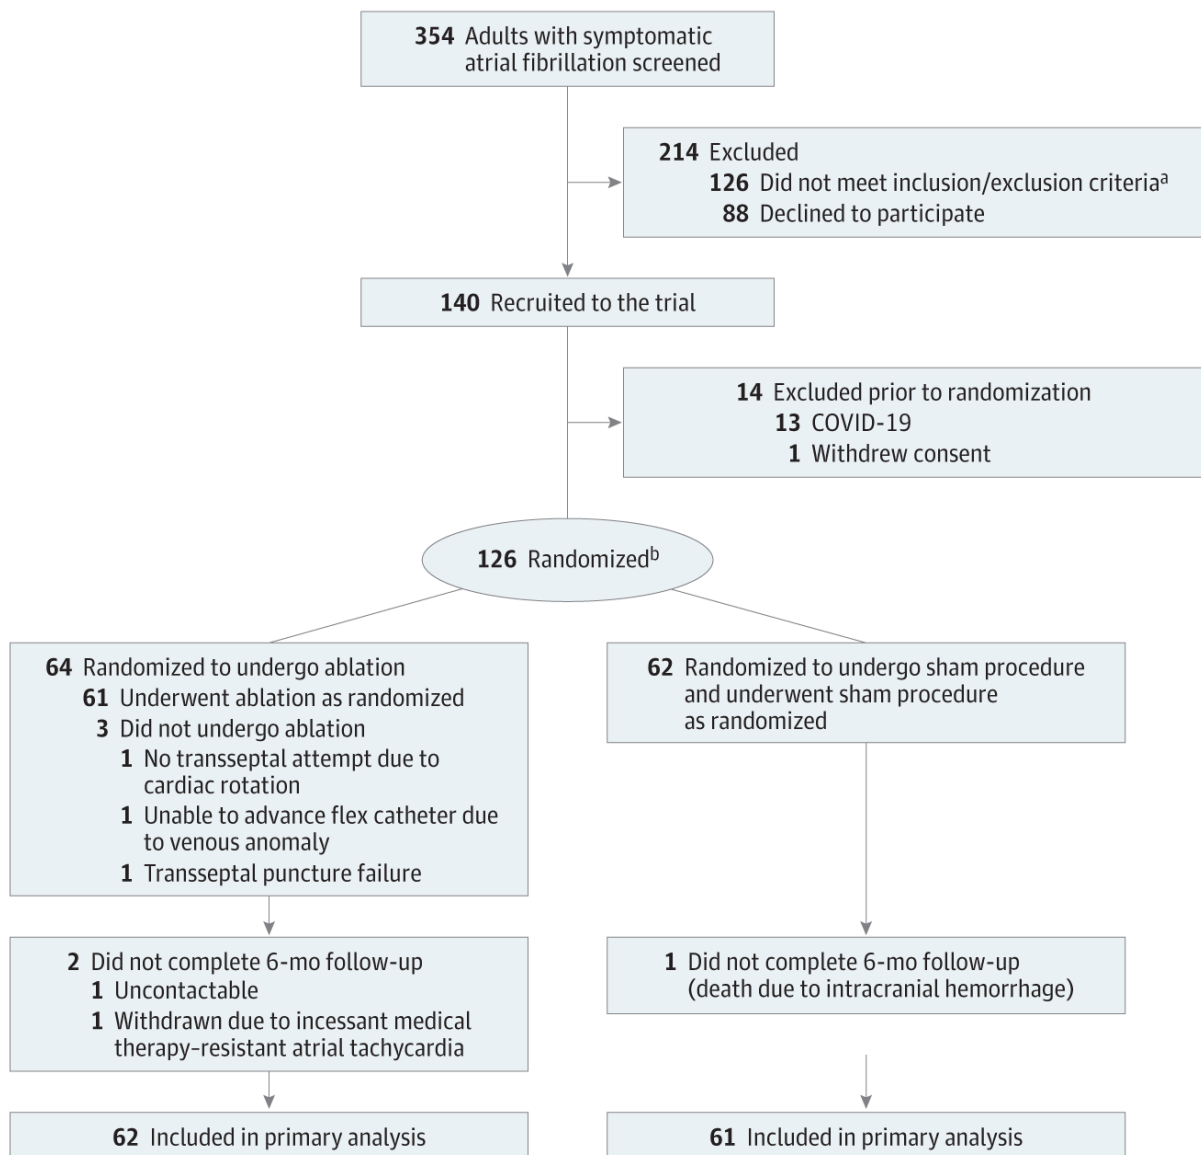 354 Adults with symptomatic
atrial fibrillation screened
214 Excluded
126 Did not meet inclusion/exclusion criteriaᵃ
88 Declined to participate
140 Recruited to the trial
14 Excluded prior to randomization
13 COVID-19
1 Withdrew consent
126 Randomizedᵇ
64 Randomized to undergo ablation
61 Underwent ablation as randomized
3 Did not undergo ablation
1 No transseptal attempt due to
cardiac rotation
1 Unable to advance flex catheter due
to venous anomaly
1 Transseptal puncture failure
62 Randomized to undergo sham procedure
and underwent sham procedure
as randomized
2 Did not complete 6-mo follow-up
1 Uncontactable
1 Withdrawn due to incessant medical
therapy–resistant atrial tachycardia
1 Did not complete 6-mo follow-up
(death due to intracranial hemorrhage)
62 Included in primary analysis
61 Included in primary analysis